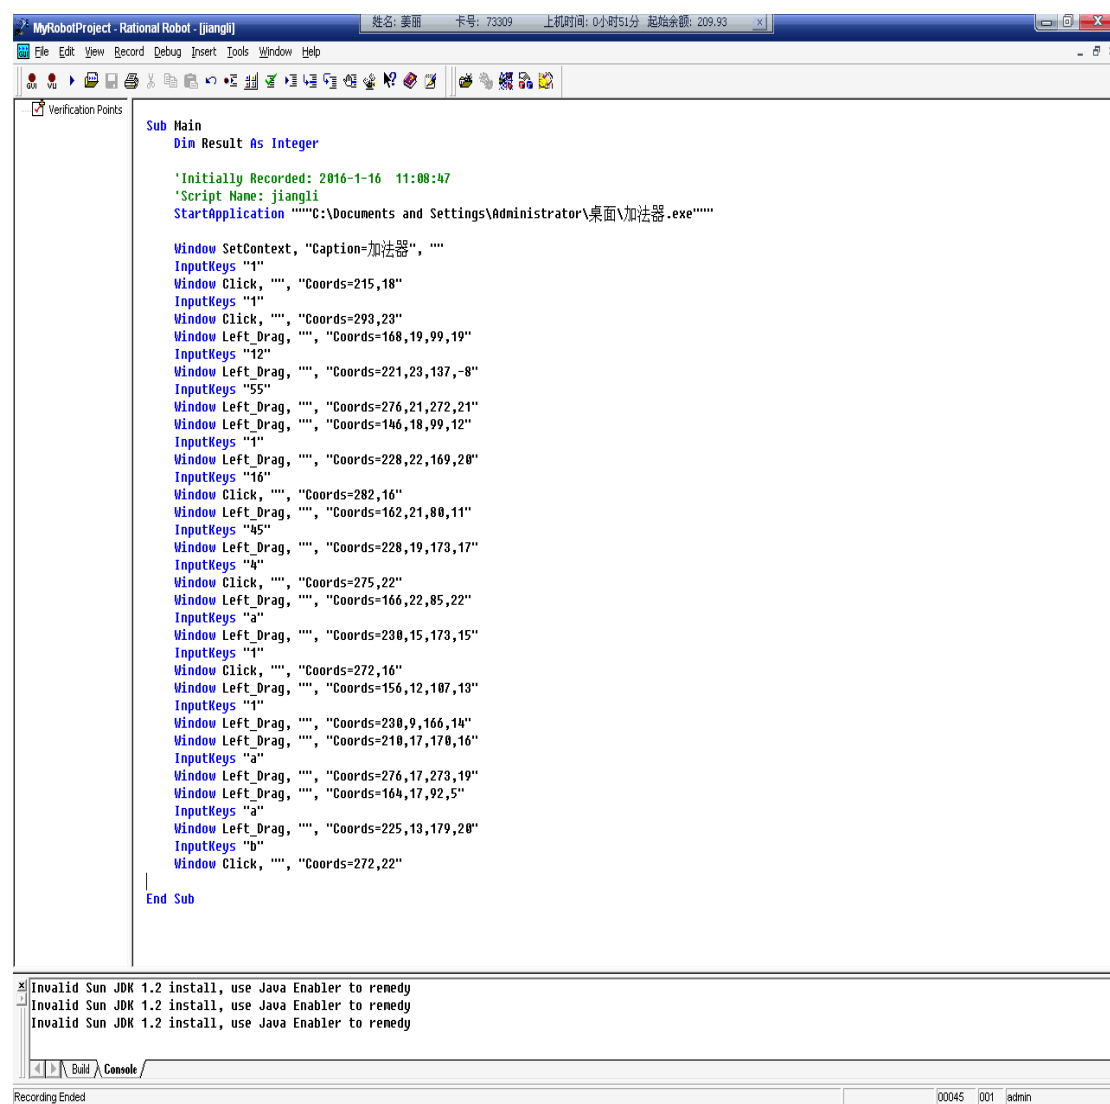 MyRobotProject - Rational Robot - [jiangli]
姓名: 姜丽 卡号: 73309 上机时间: 0小时51分 起始余额: 209.93
File Edit View Record Debug Insert Tools Window Help
GUI VU
Verification Points
Sub Main
Dim Result As Integer
'Initially Recorded: 2016-1-16 11:08:47
'Script Name: jiangli
StartApplication """C:\Documents and Settings\Administrator\桌面\加法器.exe"""
Window SetContext, "Caption=加法器", ""
InputKeys "1"
Window Click, "", "Coords=215,18"
InputKeys "1"
Window Click, "", "Coords=293,23"
Window Left_Drag, "", "Coords=168,19,99,19"
InputKeys "12"
Window Left_Drag, "", "Coords=221,23,137,-8"
InputKeys "55"
Window Left_Drag, "", "Coords=276,21,272,21"
Window Left_Drag, "", "Coords=146,18,99,12"
InputKeys "1"
Window Left_Drag, "", "Coords=228,22,169,20"
InputKeys "16"
Window Click, "", "Coords=282,16"
Window Left_Drag, "", "Coords=162,21,80,11"
InputKeys "45"
Window Left_Drag, "", "Coords=228,19,173,17"
InputKeys "4"
Window Click, "", "Coords=275,22"
Window Left_Drag, "", "Coords=166,22,85,22"
InputKeys "a"
Window Left_Drag, "", "Coords=230,15,173,15"
InputKeys "1"
Window Click, "", "Coords=272,16"
Window Left_Drag, "", "Coords=156,12,107,13"
InputKeys "1"
Window Left_Drag, "", "Coords=230,9,166,14"
Window Left_Drag, "", "Coords=210,17,170,16"
InputKeys "a"
Window Left_Drag, "", "Coords=276,17,273,19"
Window Left_Drag, "", "Coords=164,17,92,5"
InputKeys "a"
Window Left_Drag, "", "Coords=225,13,179,20"
InputKeys "b"
Window Click, "", "Coords=272,22"
End Sub
Invalid Sun JDK 1.2 install, use Java Enabler to remedy
Invalid Sun JDK 1.2 install, use Java Enabler to remedy
Invalid Sun JDK 1.2 install, use Java Enabler to remedy
Build Console
Recording Ended 00045 001 admin